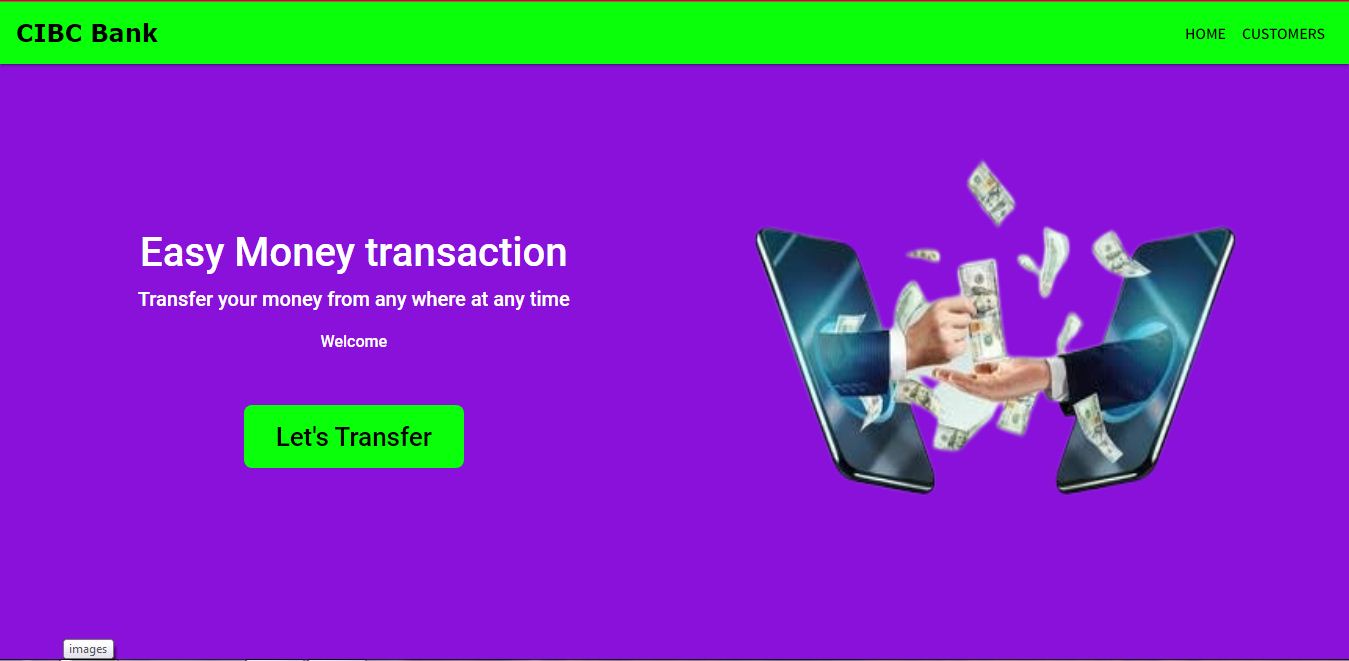 CIBC Bank
HOME CUSTOMERS
Easy Money transaction
Transfer your money from any where at any time
Welcome
Let's Transfer
images